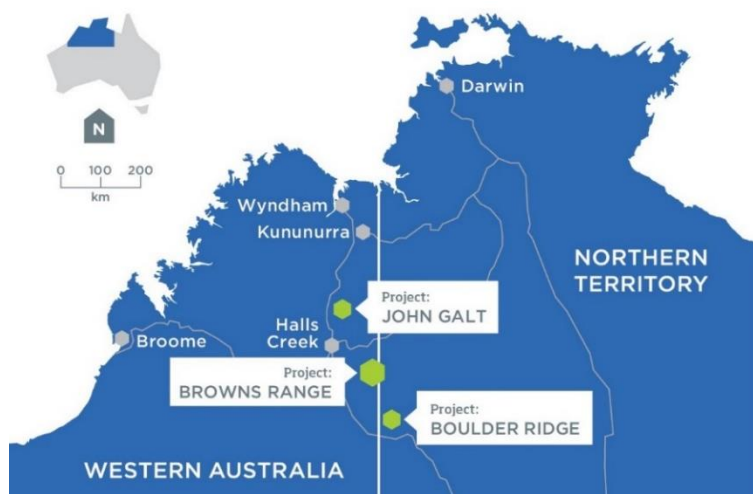 N
0 100 200
km
Darwin
Wyndham
Kununurra
NORTHERN
TERRITORY
Project:
JOHN GALT
Halls
Creek
Broome
Project:
BROWNS RANGE
Project:
BOULDER RIDGE
WESTERN AUSTRALIA